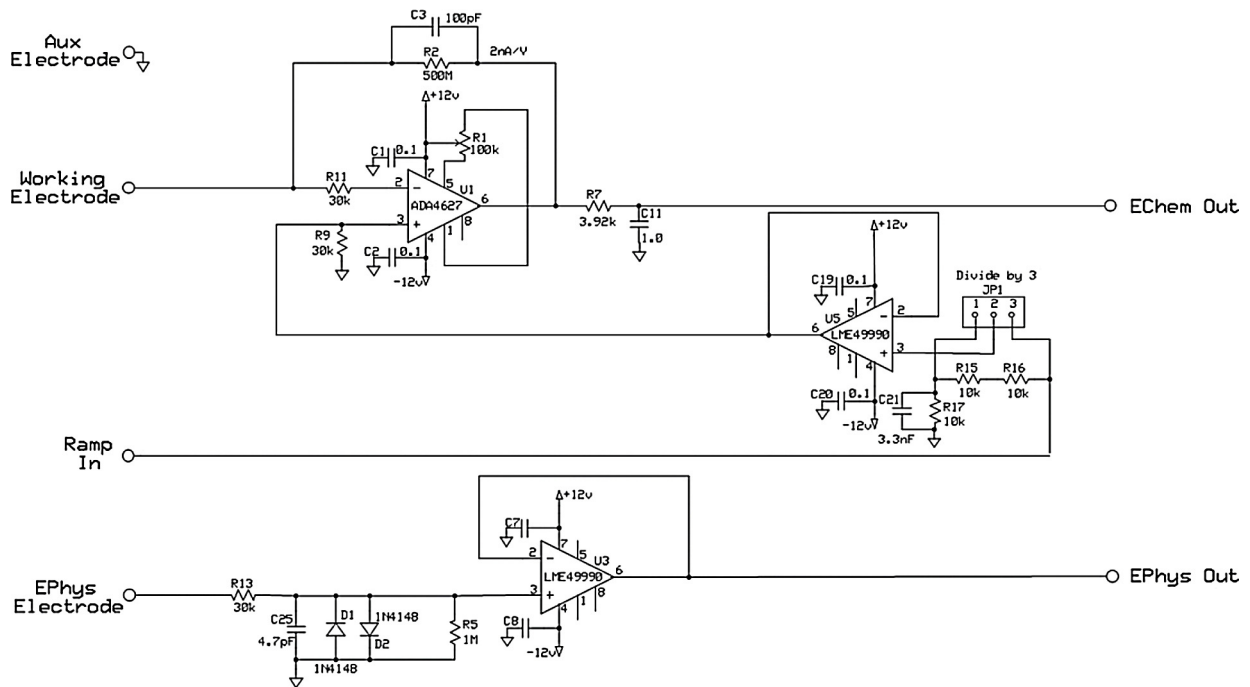 Aux
Electrode
C3
100pF
R2
500M
2nA/V
+12v
C1
0.1
R1
100k
Working
Electrode
R11
30k
2
7
5
U1
ADA4627
6
3
4
1
8
R9
30k
C2
0.1
-12v
R7
3.92k
C11
1.0
EChem Out
+12v
C19
0.1
7
2
5
U5
LME49990
6
8
1
4
3
C20
0.1
-12v
Divide by 3
JP1
1 2 3
R15
10k
R16
10k
C21
3.3nF
R17
10k
Ramp
In
+12v
C7
7
2
5
U3
LME49990
6
3
4
1
8
C8
-12v
EPhys Out
EPhys
Electrode
R13
30k
C25
4.7pF
D1
1N4148
1N4148
D2
R5
1M